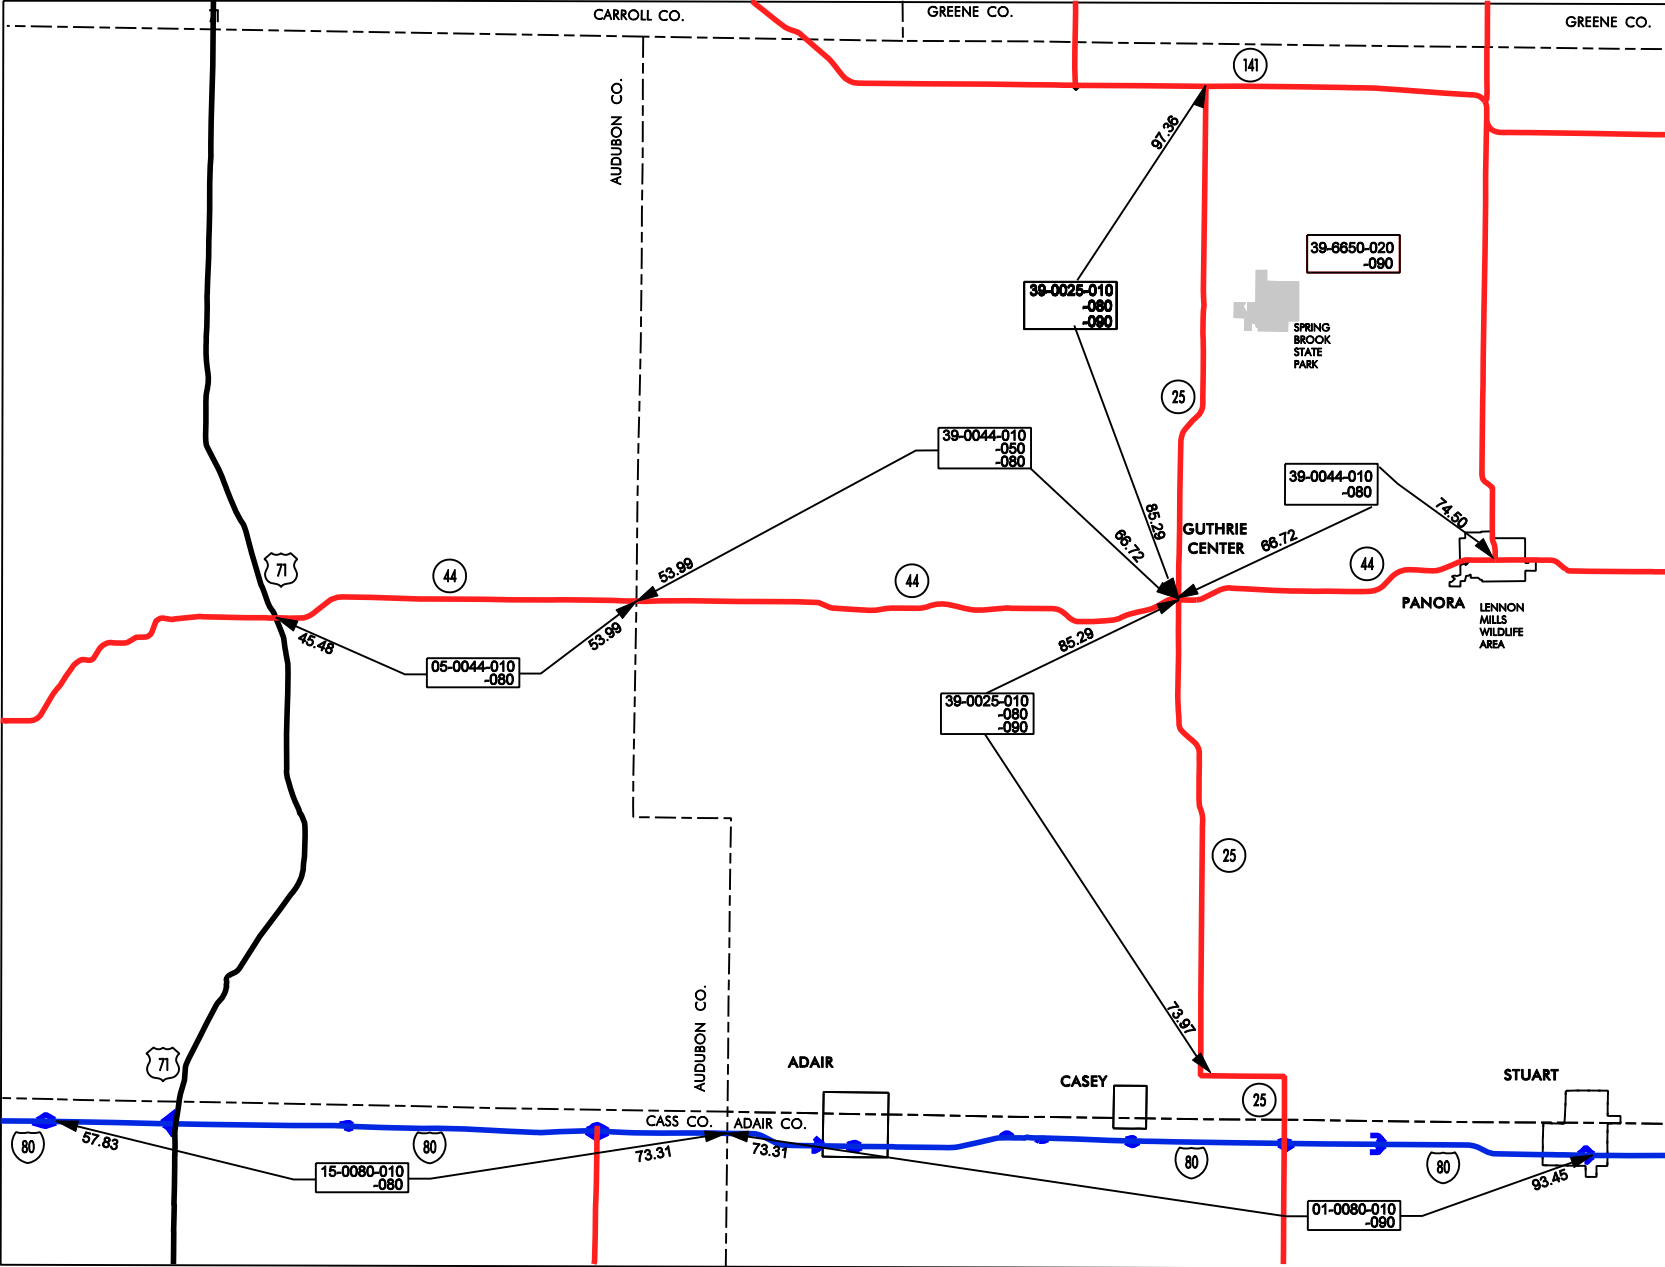 71
CARROLL CO.
GREENE CO.
GREENE CO.
141
AUDUBON CO.
97.36
39-6650-020
-090
39-0025-010
-080
-090
SPRING
BROOK
STATE
PARK
25
39-0044-010
-050
-080
39-0044-010
-080
74.50
85.29
66.72
GUTHRIE
CENTER
66.72
71
44
53.99
44
44
PANORA
LENNON
MILLS
WILDLIFE
AREA
45.48
53.99
85.29
05-0044-010
-080
39-0025-010
-080
-090
25
AUDUBON CO.
73.97
71
ADAIR
CASEY
STUART
25
CASS CO.
ADAIR CO.
80
57.83
80
73.31
73.31
80
80
93.45
15-0080-010
-080
01-0080-010
-090